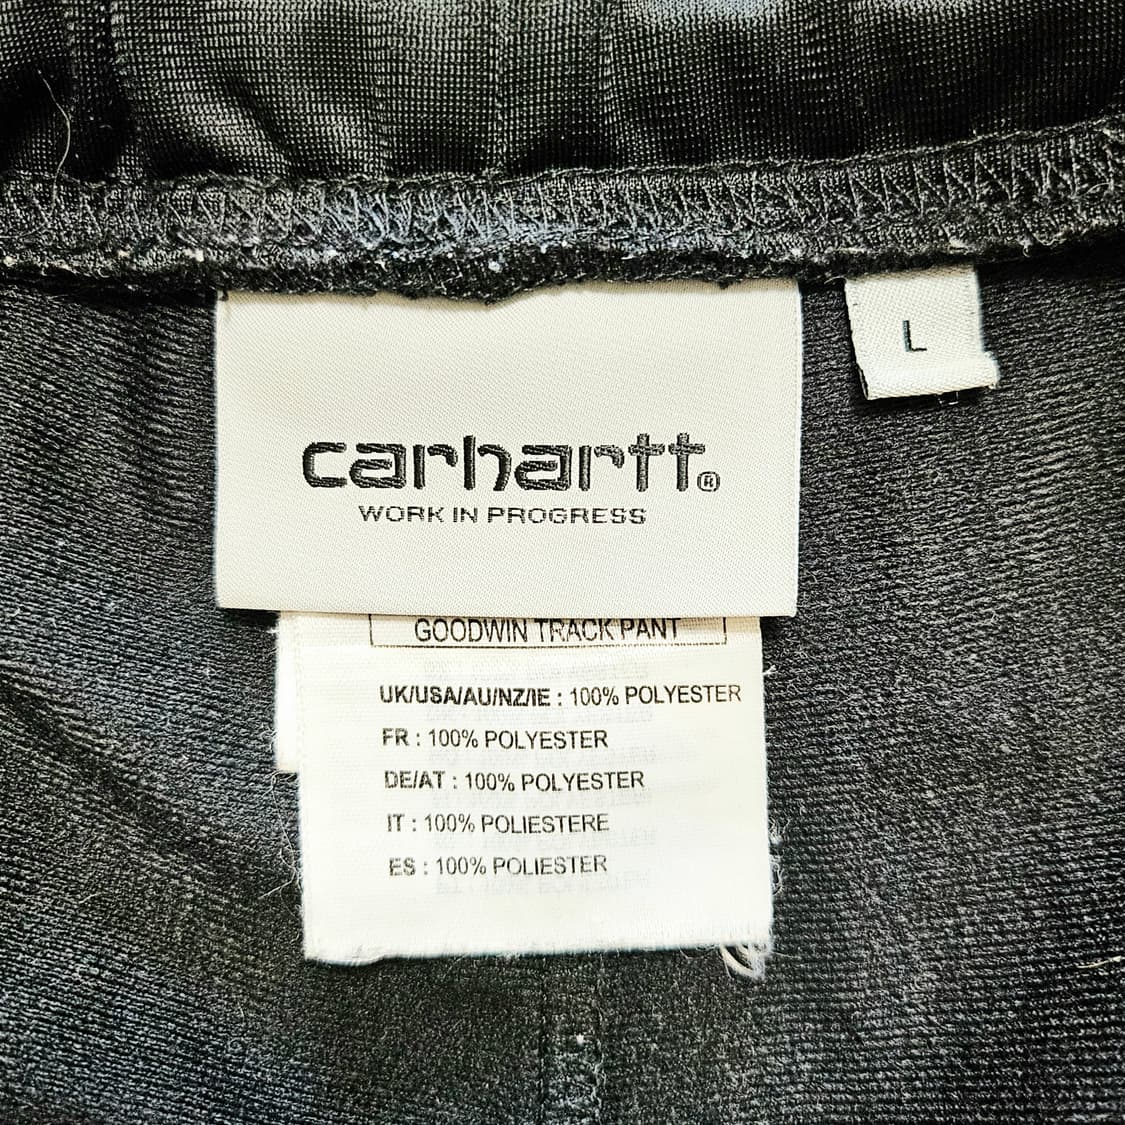 carhartt®
WORK IN PROGRESS
L
GOODWIN TRACK PANT
UK/USA/AU/NZ/IE : 100% POLYESTER
FR : 100% POLYESTER
DE/AT : 100% POLYESTER
IT : 100% POLIESTERE
ES : 100% POLIESTER